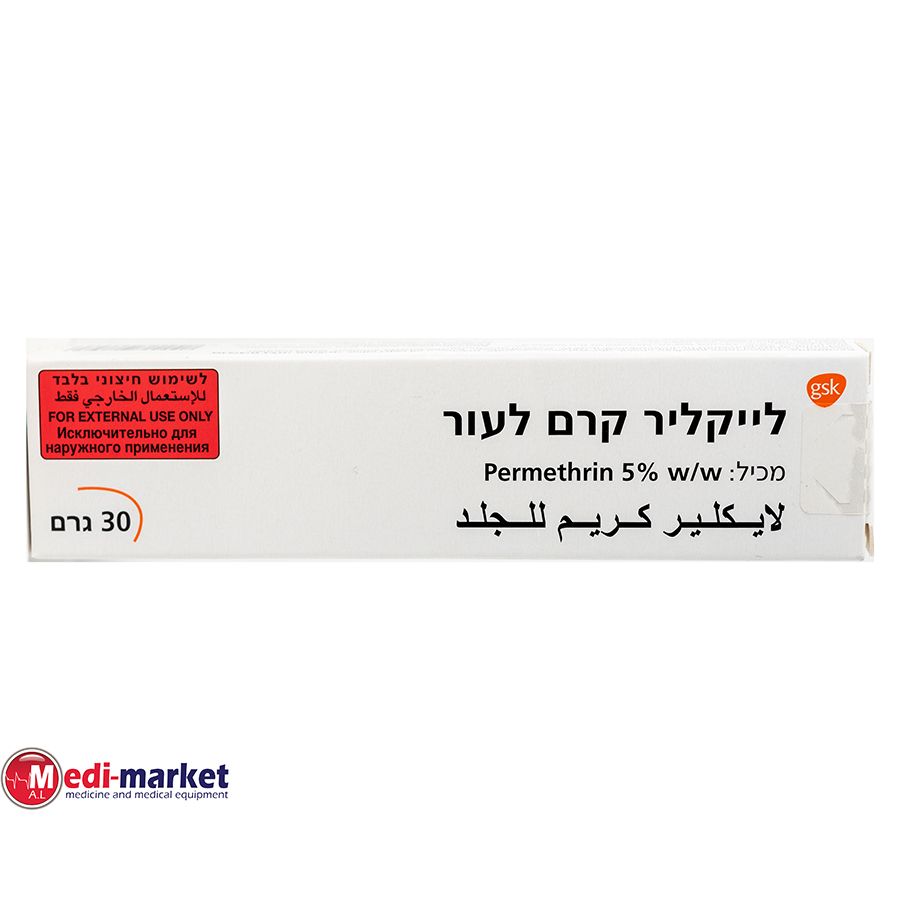 לשימוש חיצוני בלבד
للإستعمال الخارجي فقط
FOR EXTERNAL USE ONLY
Исключительно для
наружного применения
gsk
לייקליר קרם לעור
מכיל: Permethrin 5% w/w
لايكلير كريم للجلد
30 גרם
Medi-market
A.L
medicine and medical equipment